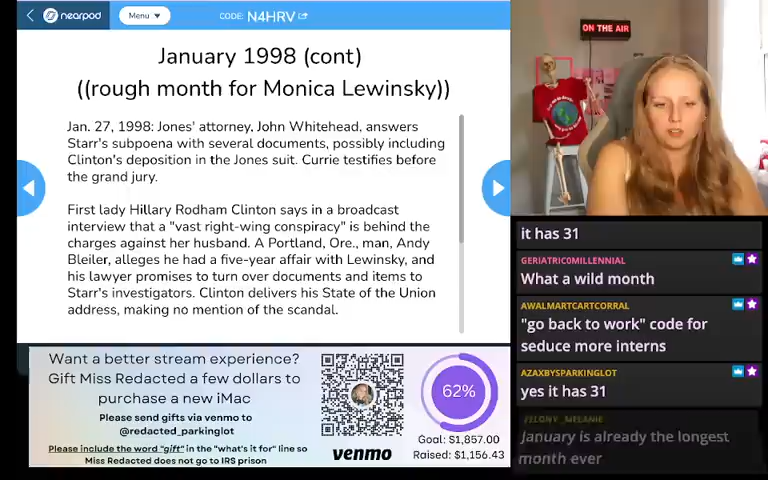 nearpod
Menu
CODE: N4HRV
January 1998 (cont)
((rough month for Monica Lewinsky))
Jan. 27, 1998: Jones' attorney, John Whitehead, answers
Starr's subpoena with several documents, possibly including
Clinton's deposition in the Jones suit. Currie testifies before
the grand jury.
First lady Hillary Rodham Clinton says in a broadcast
interview that a "vast right-wing conspiracy" is behind the
charges against her husband. A Portland, Ore., man, Andy
Bleiler, alleges he had a five-year affair with Lewinsky, and
his lawyer promises to turn over documents and items to
Starr's investigators. Clinton delivers his State of the Union
address, making no mention of the scandal.
Want a better stream experience?
Gift Miss Redacted a few dollars to
purchase a new iMac
Please send gifts via venmo to
@redacted_parkinglot
Please include the word "gift" in the "what's it for" line so
Miss Redacted does not go to IRS prison
venmo
62%
Goal: $1,857.00
Raised: $1,156.43
ON THE AIR
it has 31
GERIATRIC0MILLENNIAL
What a wild month
AWALMARTCARTCORRAL
"go back to work" code for
seduce more interns
AZAXBYSPARKINGLOT
yes it has 31
FELONY_MELANIE
January is already the longest
month ever